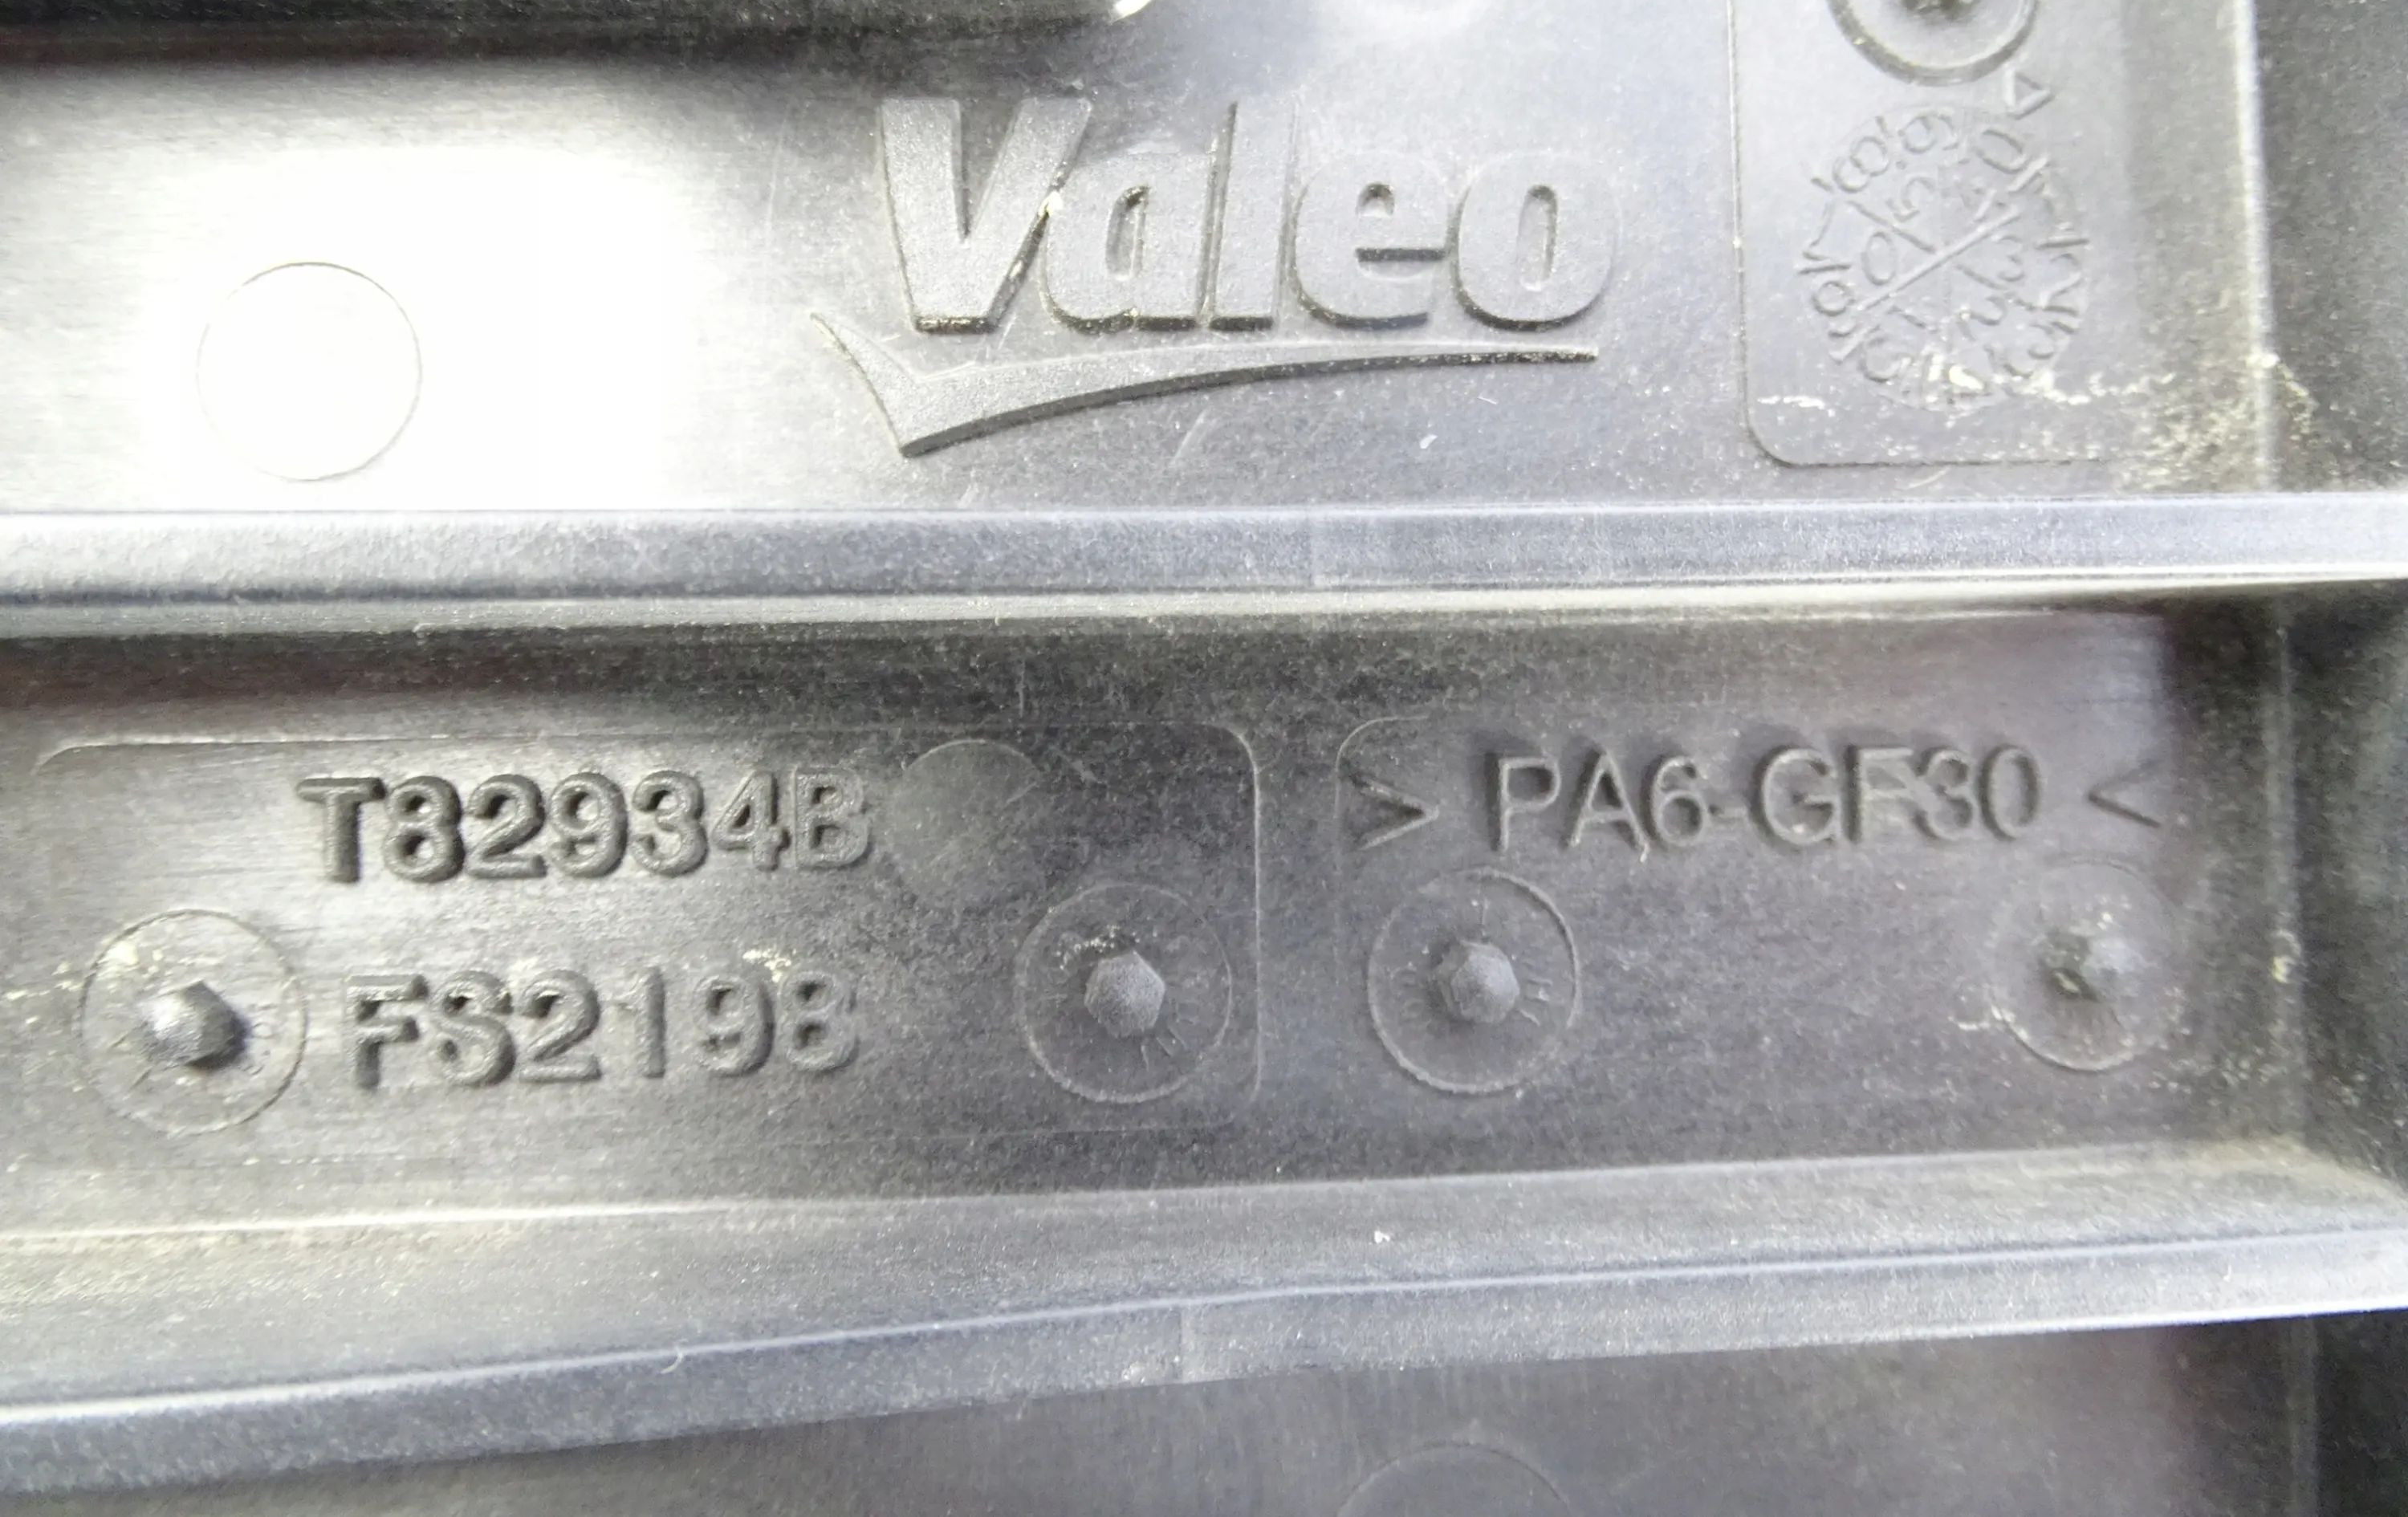 Valeo
T82934B
> PA6-GF30 <
FS2198